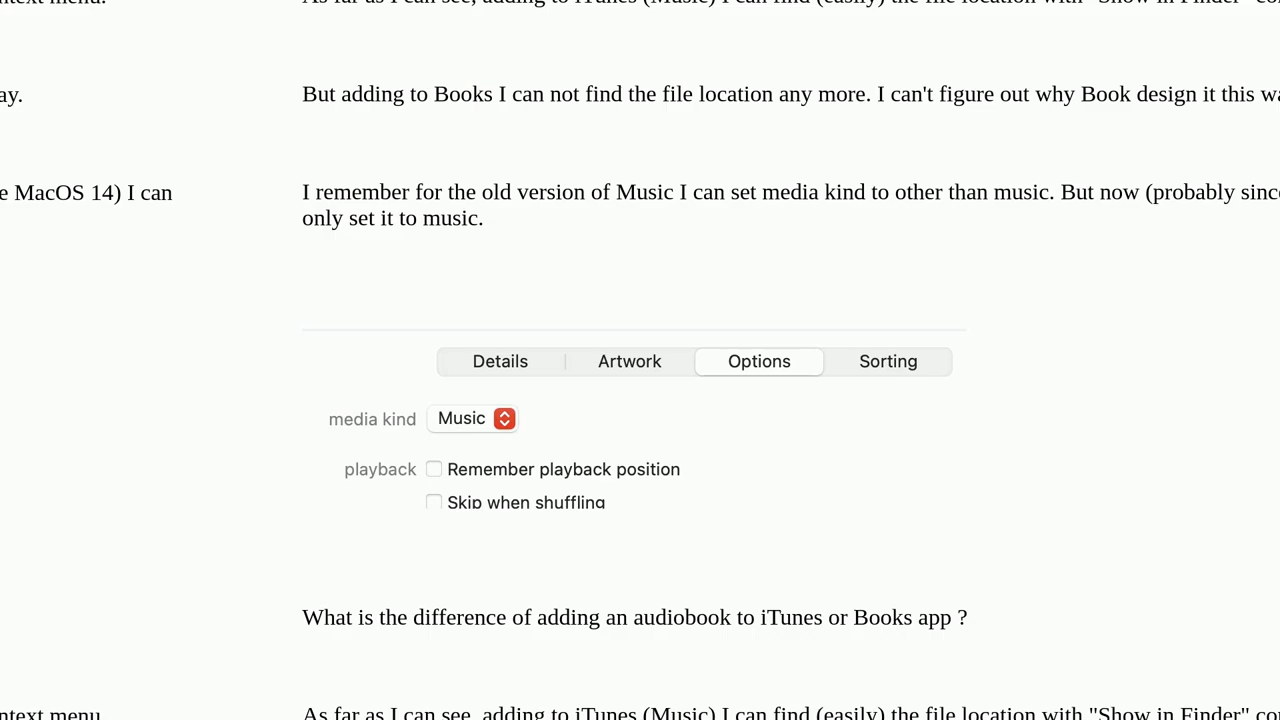 ntext menu.
As far as I can see, adding to iTunes (Music) I can find (easily) the file location with "Show in Finder" co
ay.
But adding to Books I can not find the file location any more. I can't figure out why Book design it this wa
e MacOS 14) I can
I remember for the old version of Music I can set media kind to other than music. But now (probably since
only set it to music.
Details Artwork Options Sorting
media kind Music
playback Remember playback position
Skip when shuffling
What is the difference of adding an audiobook to iTunes or Books app ?
ntext menu.
As far as I can see, adding to iTunes (Music) I can find (easily) the file location with "Show in Finder" co